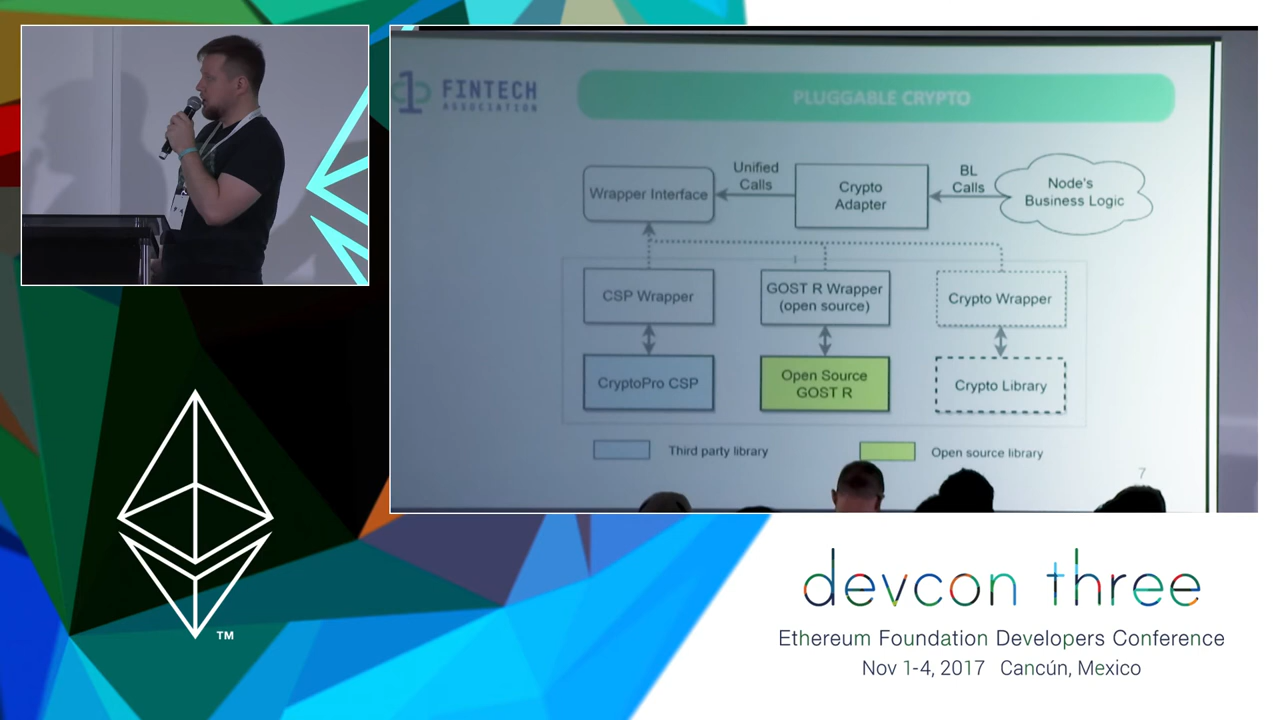 FINTECH
ASSOCIATION
PLUGGABLE CRYPTO
Wrapper Interface
Unified
Calls
Crypto
Adapter
BL
Calls
Node's
Business Logic
CSP Wrapper
GOST R Wrapper
(open source)
Crypto Wrapper
CryptoPro CSP
Open Source
GOST R
Crypto Library
Third party library
Open source library
7
TM
devcon three
Ethereum Foundation Developers Conference
Nov 1-4, 2017 Cancún, Mexico